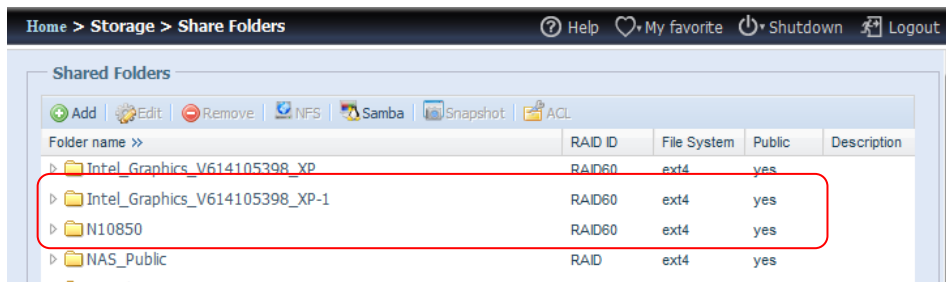 Home > Storage > Share Folders Help My favorite Shutdown Logout
Shared Folders
Add Edit Remove NFS Samba Snapshot ACL
Folder name >> RAID ID File System Public Description
Intel_Graphics_V614105398_XP RAID60 ext4 yes
Intel_Graphics_V614105398_XP-1 RAID60 ext4 yes
N10850 RAID60 ext4 yes
NAS_Public RAID ext4 yes